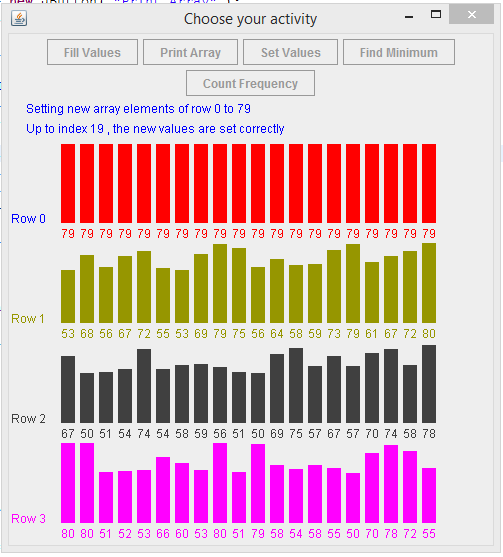 Choose your activity
Fill Values Print Array Set Values Find Minimum
Count Frequency
Setting new array elements of row 0 to 79
Up to index 19 , the new values are set correctly
Row 0
79 79 79 79 79 79 79 79 79 79 79 79 79 79 79 79 79 79 79 79
Row 1
53 68 56 67 72 55 53 69 79 75 56 64 58 59 73 79 61 67 72 80
Row 2
67 50 51 54 74 54 58 59 56 51 50 69 75 57 67 57 70 74 58 78
Row 3
80 80 51 52 53 66 60 53 80 51 80 58 54 58 55 50 70 78 72 55